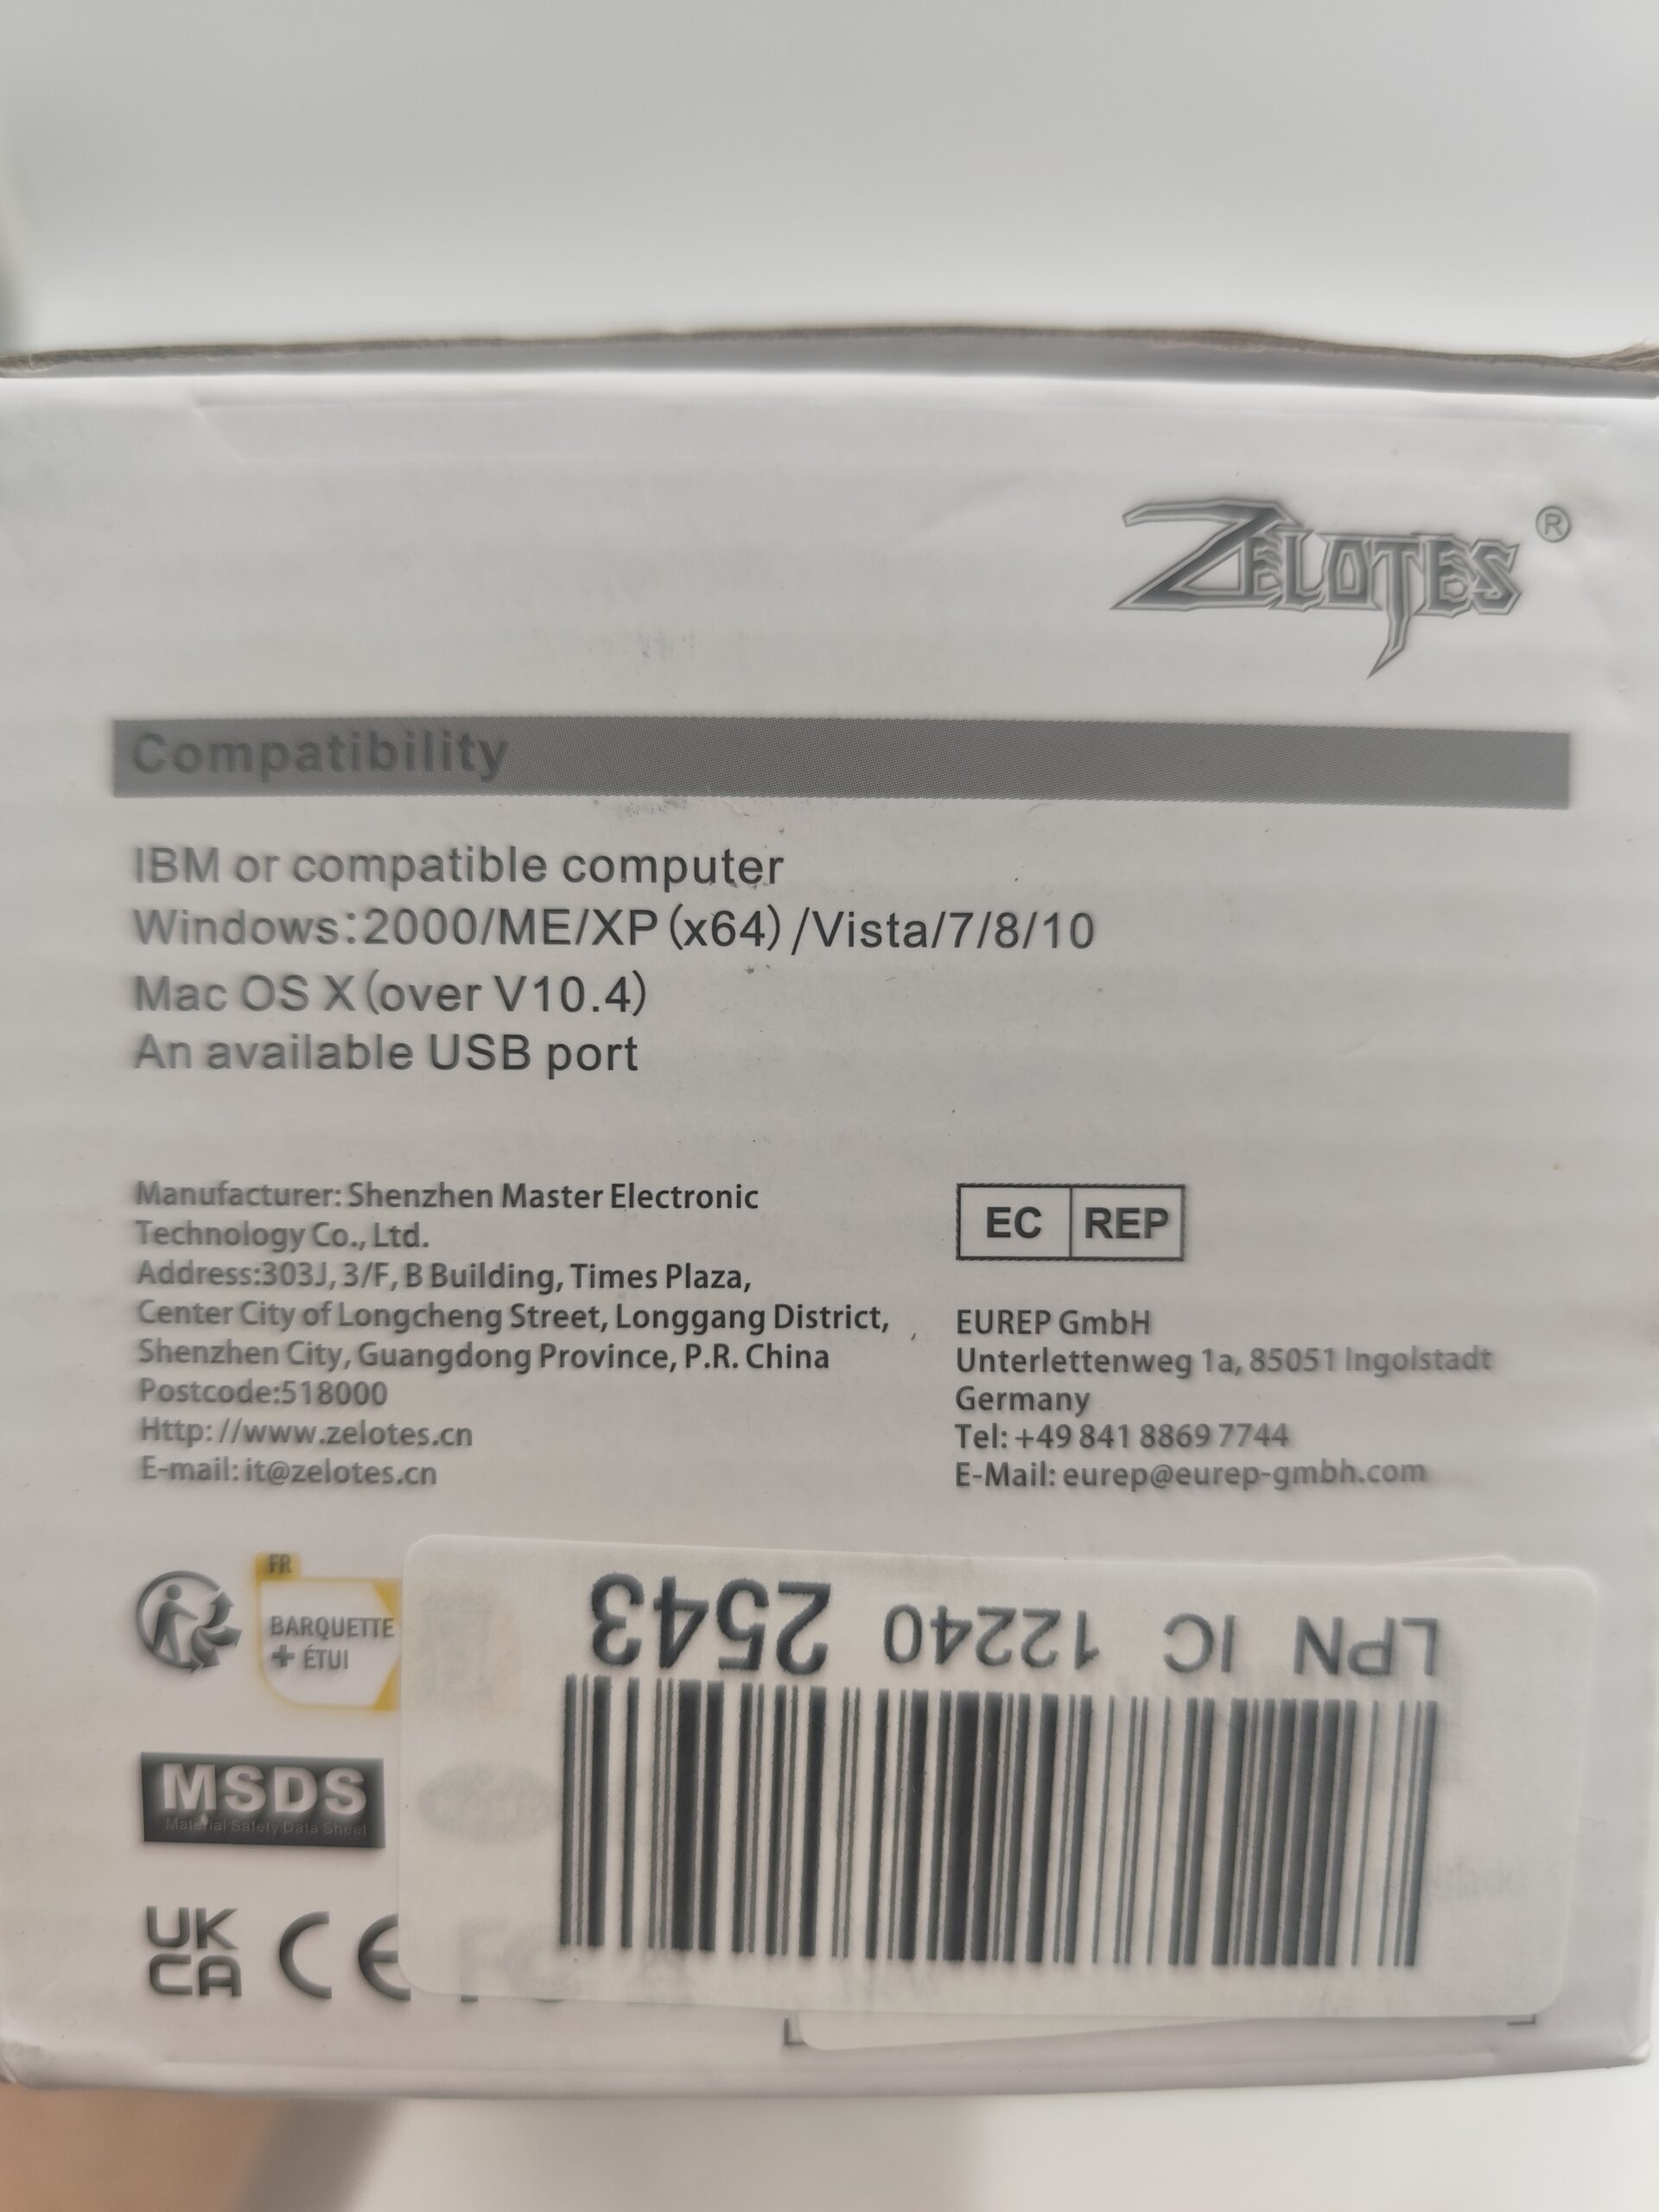 ZELOTES ®
Compatibility
IBM or compatible computer
Windows:2000/ME/XP(x64)/Vista/7/8/10
Mac OS X(over V10.4)
An available USB port
Manufacturer: Shenzhen Master Electronic
Technology Co., Ltd.
Address:303J, 3/F, B Building, Times Plaza,
Center City of Longcheng Street, Longgang District,
Shenzhen City, Guangdong Province, P.R. China
Postcode:518000
Http://www.zelotes.cn
E-mail: it@zelotes.cn
EC REP
EUREP GmbH
Unterlettenweg 1a, 85051 Ingolstadt
Germany
Tel: +49 841 8869 7744
E-Mail: eurep@eurep-gmbh.com
FR
BARQUETTE
+ ÉTUI
MSDS
Material Safety Data Sheet
UK
CA
CE
LPN IC 12240 2543